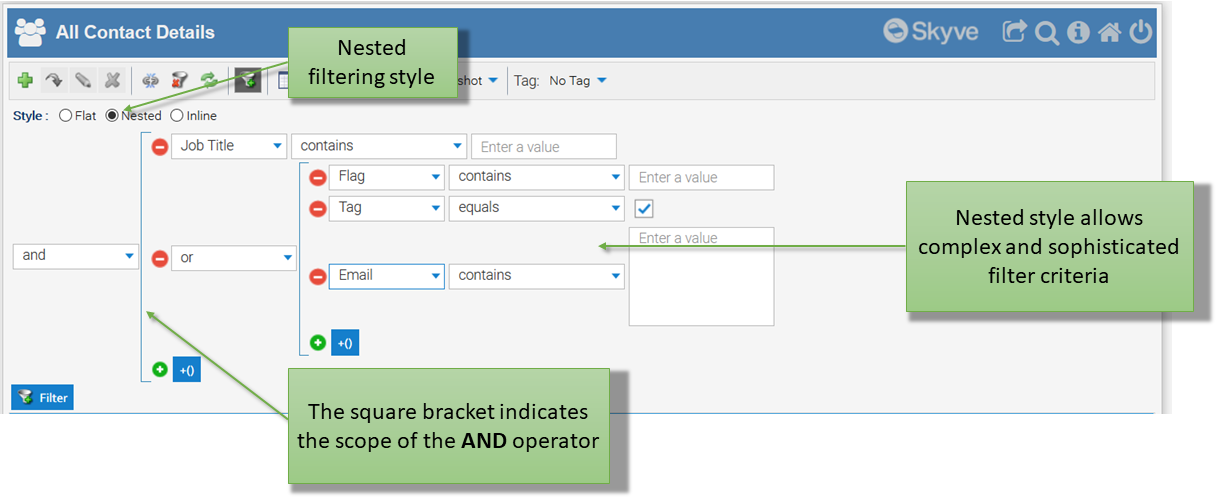 All Contact Details
Skyve
Nested
filtering style
shot
Tag: No Tag
Style : Flat Nested Inline
Job Title contains Enter a value
Flag contains Enter a value
Tag equals
Nested style allows
complex and sophisticated
filter criteria
Enter a value
and
or
Email contains
+()
+()
Filter
The square bracket indicates
the scope of the AND operator